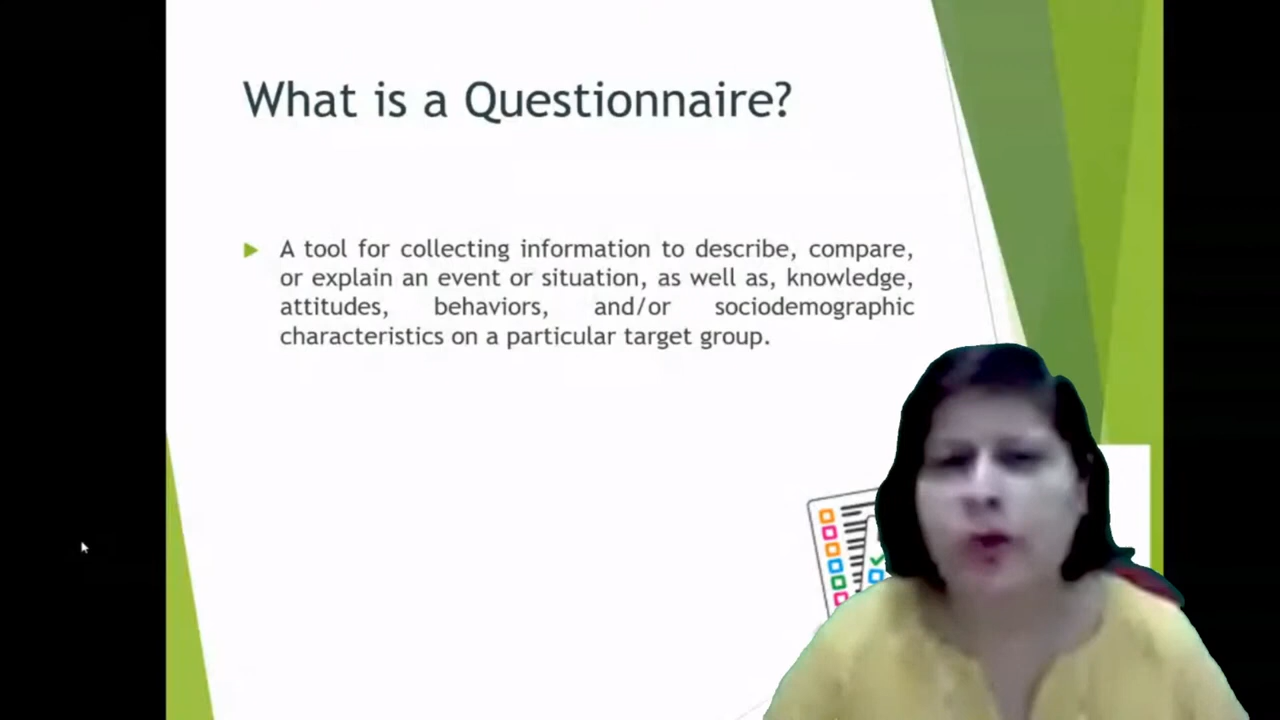 What is a Questionnaire?
A tool for collecting information to describe, compare,
or explain an event or situation, as well as, knowledge,
attitudes, behaviors, and/or sociodemographic
characteristics on a particular target group.